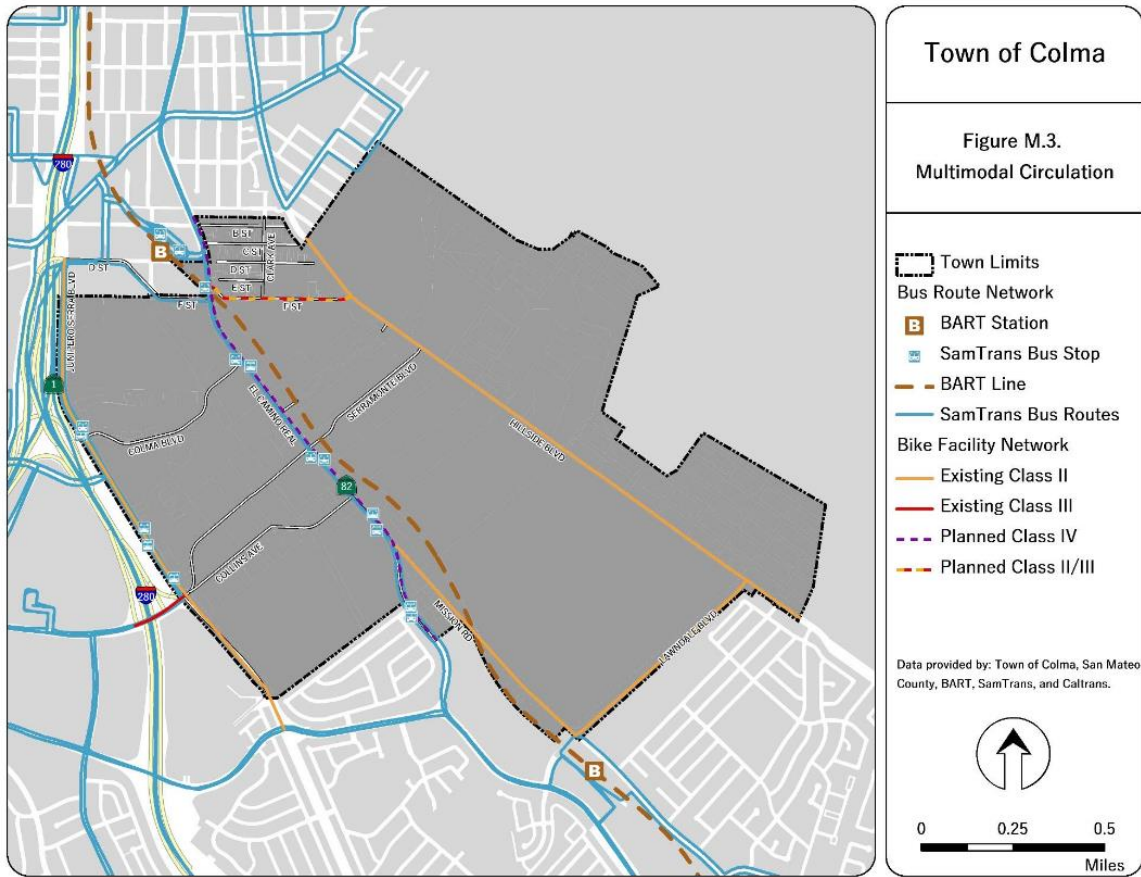 Town of Colma
Figure M.3.
Multimodal Circulation
Town Limits
Bus Route Network
B
BART Station
SamTrans Bus Stop
BART Line
SamTrans Bus Routes
Bike Facility Network
Existing Class II
Existing Class III
Planned Class IV
Planned Class II/III
Data provided by: Town of Colma, San Mateo
County, BART, SamTrans, and Caltrans.
0
0.25
0.5
Miles
280
B ST
C ST
CLARK AVE
D ST
E ST
F ST
B
D ST
F ST
JUNIPERO SERRA BLVD
1
COLMA BLVD
EL CAMINO REAL
SERRAMONTE BLVD
HILLSIDE BLVD
82
COLLINS AVE
280
MISSION RD
LAWNDALE BLVD
B